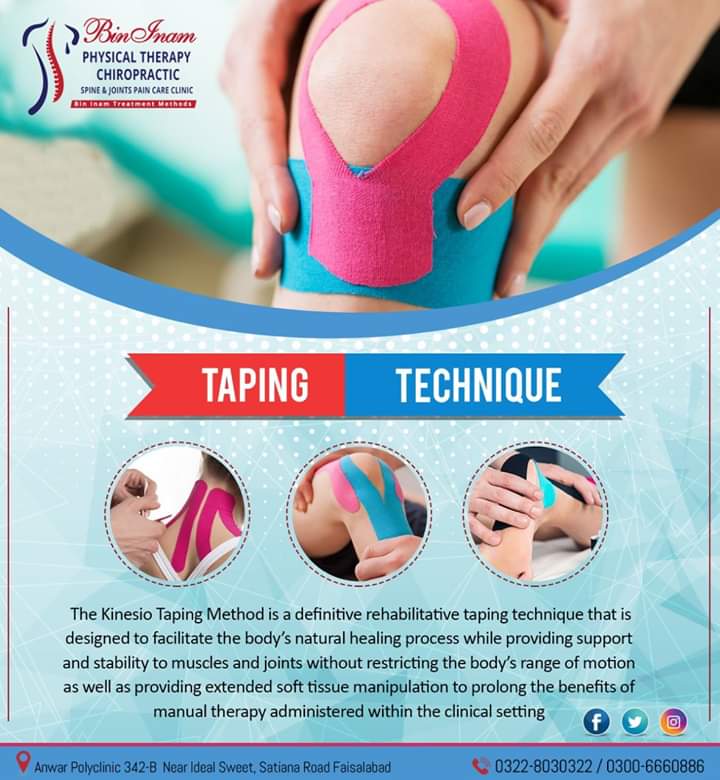 Bin Inam
PHYSICAL THERAPY
CHIROPRACTIC
SPINE & JOINTS PAIN CARE CLINIC
Bin Inam Treatment Methods
TAPING TECHNIQUE
The Kinesio Taping Method is a definitive rehabilitative taping technique that is
designed to facilitate the body's natural healing process while providing support
and stability to muscles and joints without restricting the body's range of motion
as well as providing extended soft tissue manipulation to prolong the benefits of
manual therapy administered within the clinical setting
Anwar Polyclinic 342-B Near Ideal Sweet, Satiana Road Faisalabad
0322-8030322 / 0300-6660886